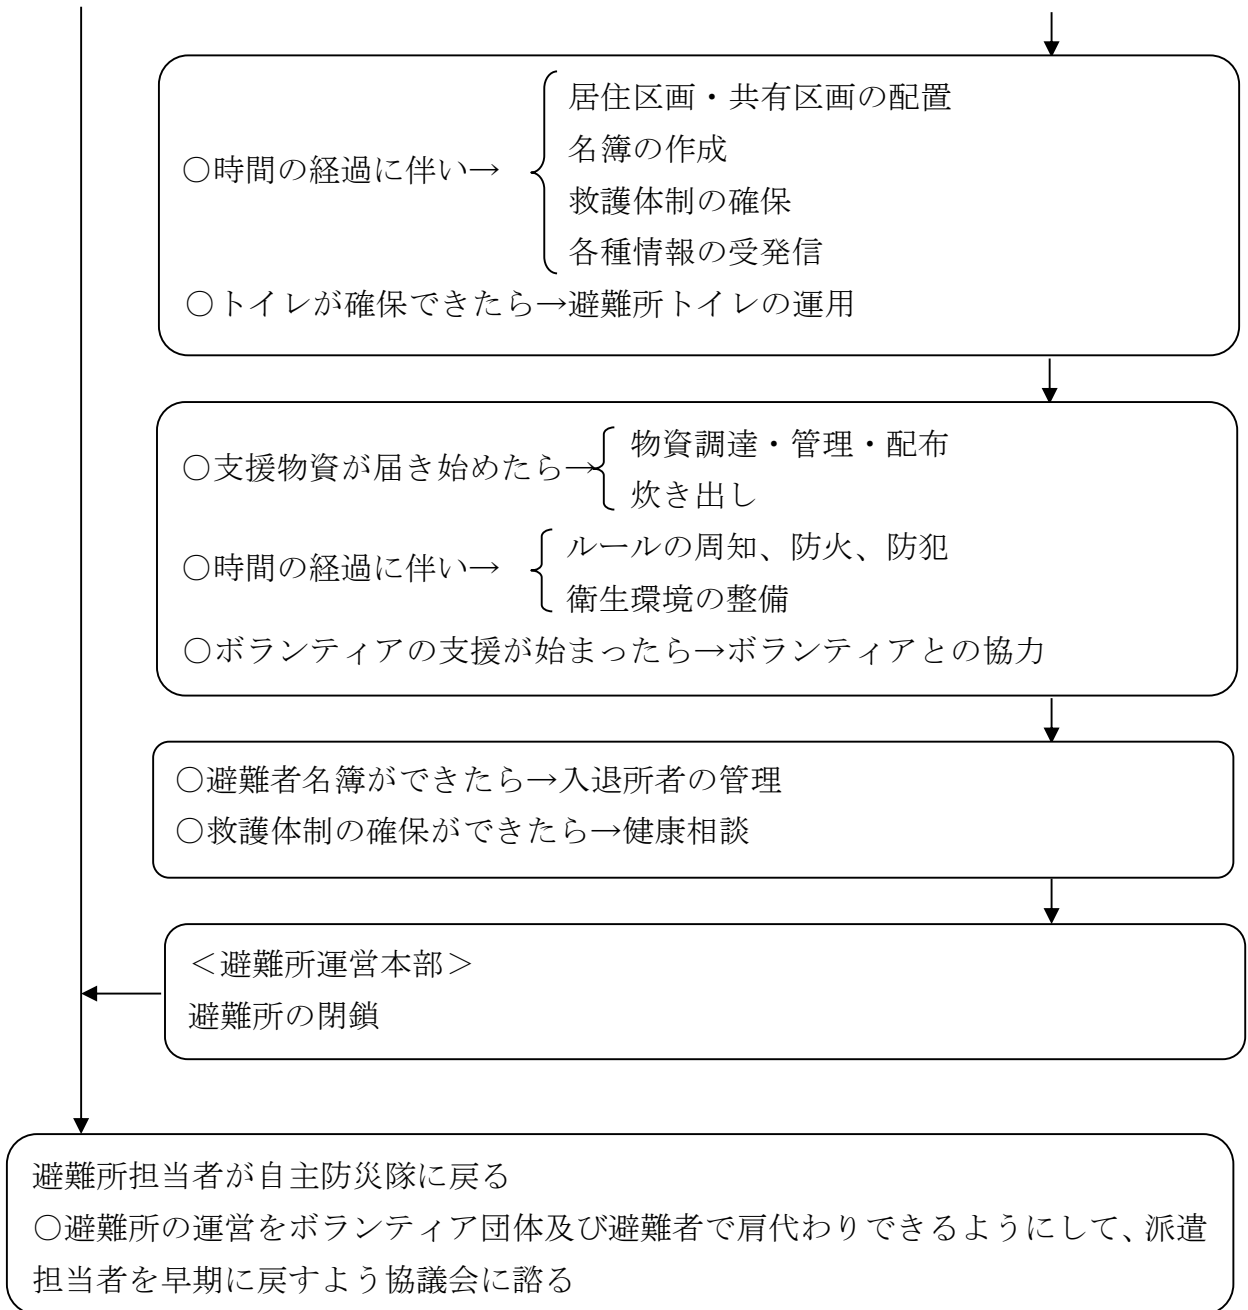 ○時間の経過に伴い→
居住区画・共有区画の配置
名簿の作成
救護体制の確保
各種情報の受発信
○トイレが確保できたら→避難所トイレの運用
○支援物資が届き始めたら→
物資調達・管理・配布
炊き出し
○時間の経過に伴い→
ルールの周知、防火、防犯
衛生環境の整備
○ボランティアの支援が始まったら→ボランティアとの協力
○避難者名簿ができたら→入退所者の管理
○救護体制の確保ができたら→健康相談
＜避難所運営本部＞
避難所の閉鎖
避難所担当者が自主防災隊に戻る
○避難所の運営をボランティア団体及び避難者で肩代わりできるようにして、派遣
担当者を早期に戻すよう協議会に諮る